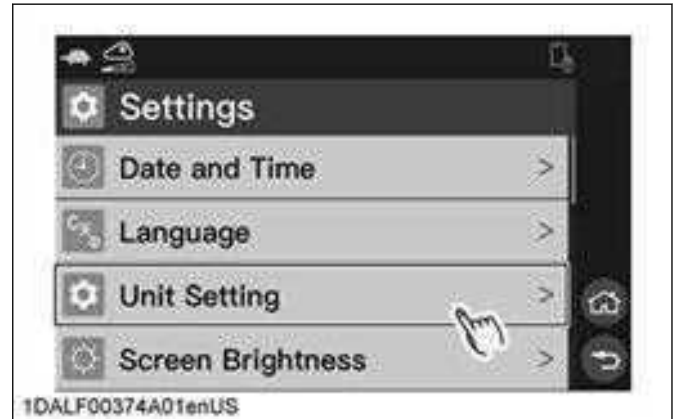 Settings
Date and Time >
Language >
Unit Setting >
Screen Brightness >
1DALF00374A01enUS